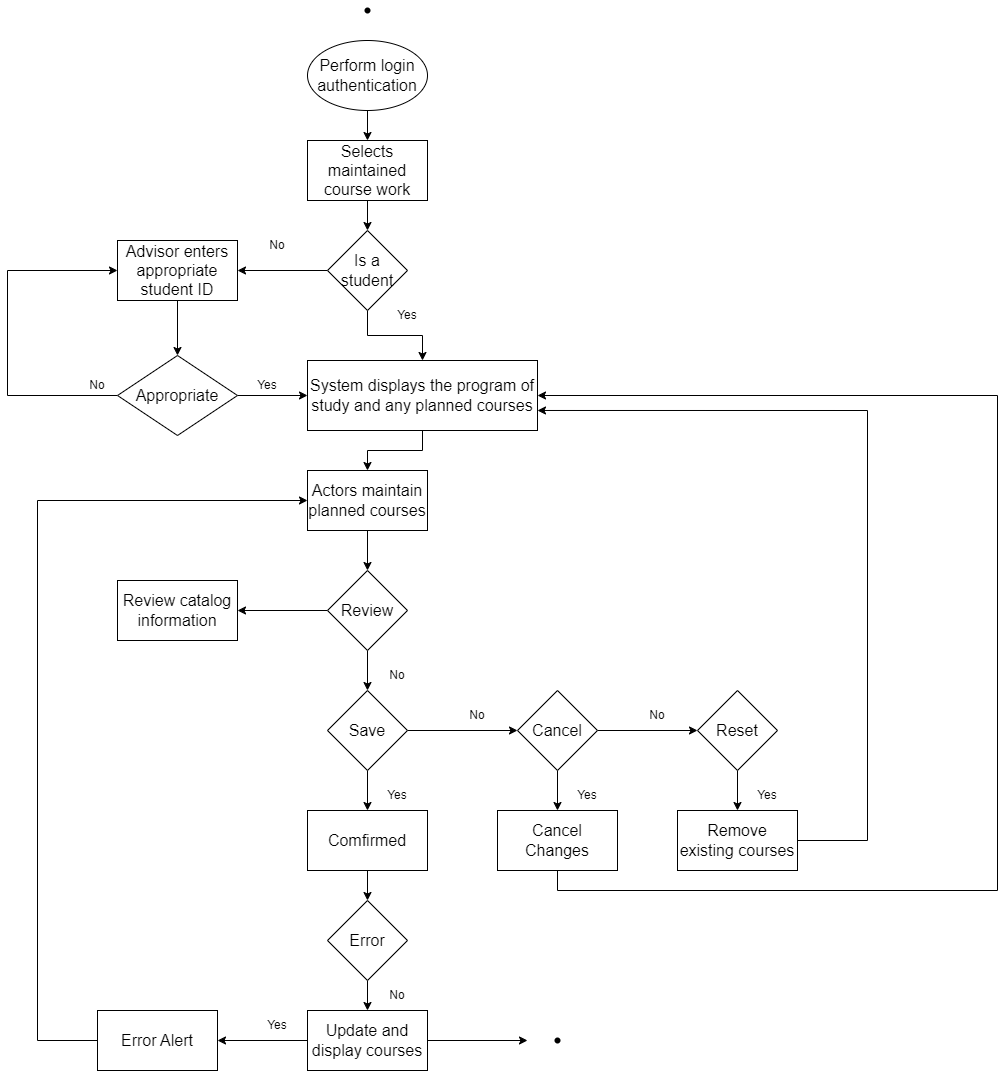 Perform login
authentication
Selects
maintained
course work
No
Advisor enters
appropriate
student ID
Is a
student
Yes
No
Appropriate
Yes
System displays the program of
study and any planned courses
Actors maintain
planned courses
Review catalog
information
Review
No
Save
No
Cancel
No
Reset
Yes
Yes
Yes
Comfirmed
Cancel
Changes
Remove
existing courses
Error
No
Error Alert
Yes
Update and
display courses